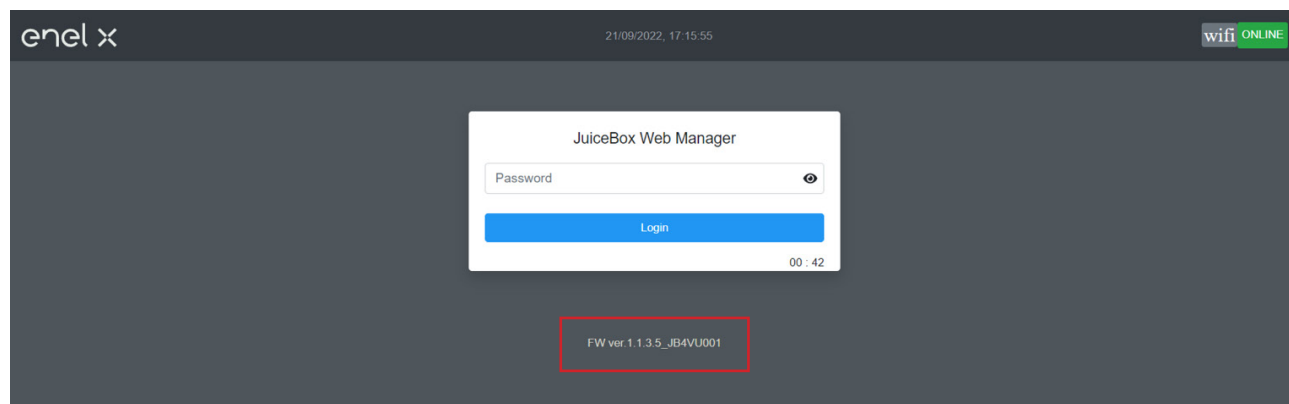 enel x
21/09/2022, 17:15:55
wifi ONLINE
JuiceBox Web Manager
Password
Login
00 : 42
FW ver.1.1.3.5_JB4VU001